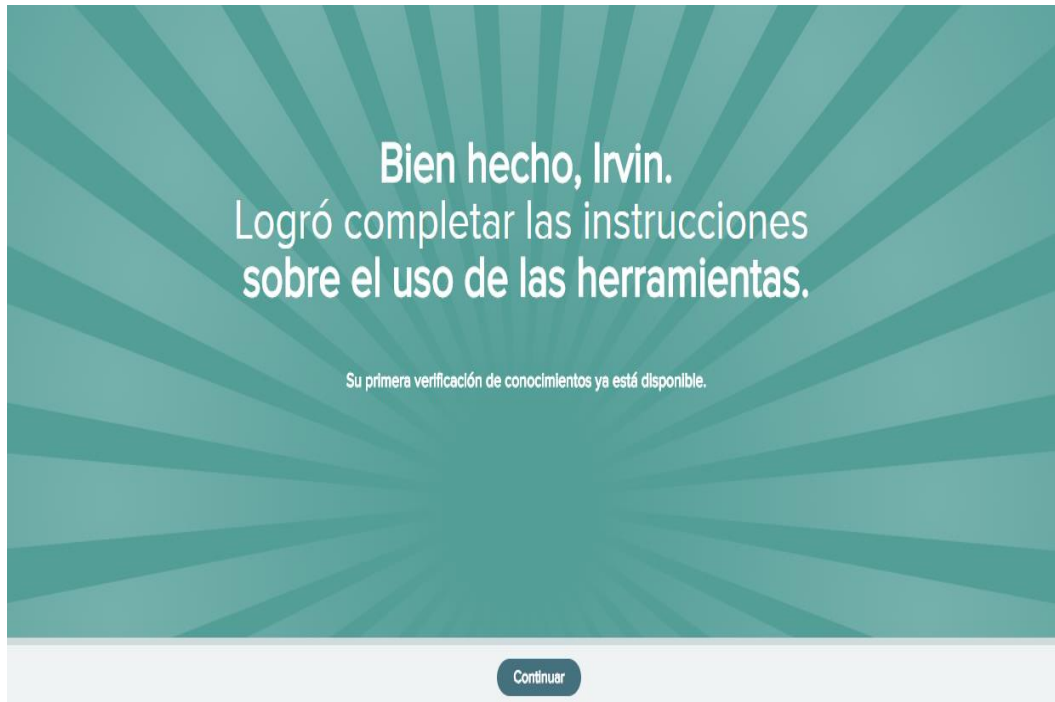 Bien hecho, Irvin.
Logró completar las instrucciones
sobre el uso de las herramientas.
Su primera verificación de conocimientos ya está disponible.
Continuar